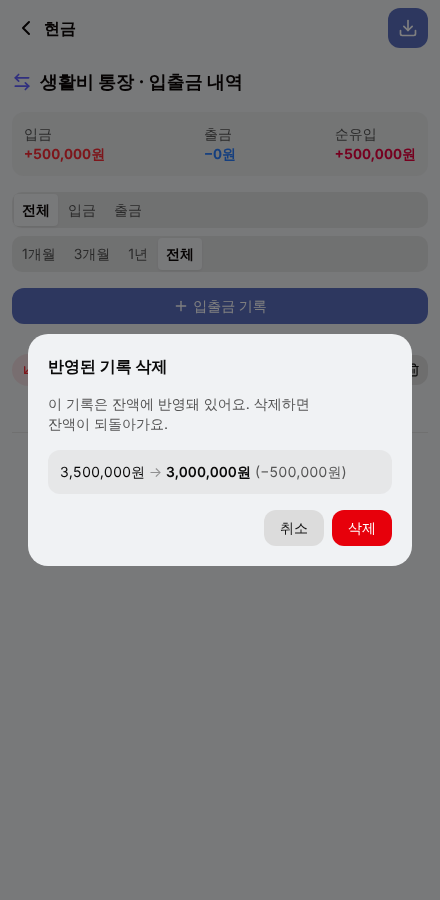 현금
생활비 통장 · 입출금 내역
입금 출금 순유입
+500,000원 −0원 +500,000원
전체 입금 출금
1개월 3개월 1년 전체
+ 입출금 기록
반영된 기록 삭제
이 기록은 잔액에 반영돼 있어요. 삭제하면
잔액이 되돌아가요.
3,500,000원 → 3,000,000원 (−500,000원)
취소 삭제